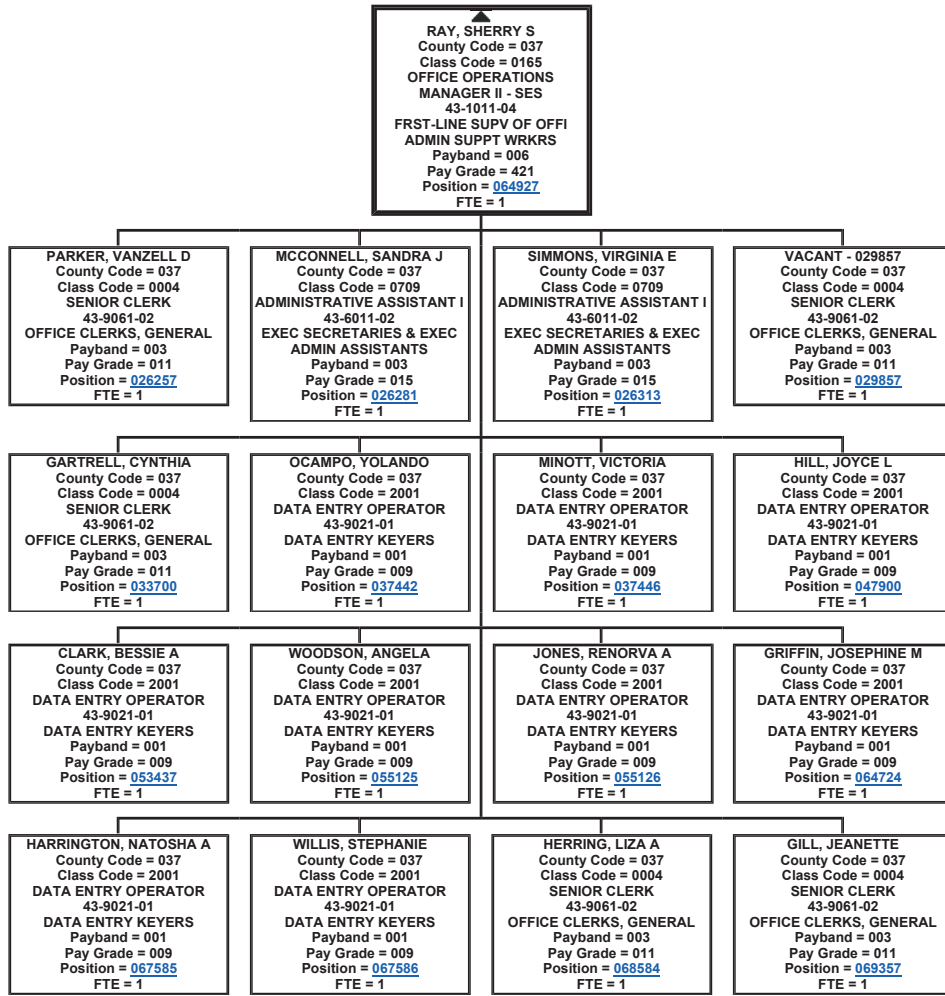 RAY, SHERRY S
County Code = 037
Class Code = 0165
OFFICE OPERATIONS
MANAGER II - SES
43-1011-04
FRST-LINE SUPV OF OFFI
ADMIN SUPPT WRKRS
Payband = 006
Pay Grade = 421
Position = 064927
FTE = 1
PARKER, VANZELL D
County Code = 037
Class Code = 0004
SENIOR CLERK
43-9061-02
OFFICE CLERKS, GENERAL
Payband = 003
Pay Grade = 011
Position = 026257
FTE = 1
MCCONNELL, SANDRA J
County Code = 037
Class Code = 0709
ADMINISTRATIVE ASSISTANT I
43-6011-02
EXEC SECRETARIES & EXEC
ADMIN ASSISTANTS
Payband = 003
Pay Grade = 015
Position = 026281
FTE = 1
SIMMONS, VIRGINIA E
County Code = 037
Class Code = 0709
ADMINISTRATIVE ASSISTANT I
43-6011-02
EXEC SECRETARIES & EXEC
ADMIN ASSISTANTS
Payband = 003
Pay Grade = 015
Position = 026313
FTE = 1
VACANT - 029857
County Code = 037
Class Code = 0004
SENIOR CLERK
43-9061-02
OFFICE CLERKS, GENERAL
Payband = 003
Pay Grade = 011
Position = 029857
FTE = 1
GARTRELL, CYNTHIA
County Code = 037
Class Code = 0004
SENIOR CLERK
43-9061-02
OFFICE CLERKS, GENERAL
Payband = 003
Pay Grade = 011
Position = 033700
FTE = 1
OCAMPO, YOLANDO
County Code = 037
Class Code = 2001
DATA ENTRY OPERATOR
43-9021-01
DATA ENTRY KEYERS
Payband = 001
Pay Grade = 009
Position = 037442
FTE = 1
MINOTT, VICTORIA
County Code = 037
Class Code = 2001
DATA ENTRY OPERATOR
43-9021-01
DATA ENTRY KEYERS
Payband = 001
Pay Grade = 009
Position = 037446
FTE = 1
HILL, JOYCE L
County Code = 037
Class Code = 2001
DATA ENTRY OPERATOR
43-9021-01
DATA ENTRY KEYERS
Payband = 001
Pay Grade = 009
Position = 047900
FTE = 1
CLARK, BESSIE A
County Code = 037
Class Code = 2001
DATA ENTRY OPERATOR
43-9021-01
DATA ENTRY KEYERS
Payband = 001
Pay Grade = 009
Position = 053437
FTE = 1
WOODSON, ANGELA
County Code = 037
Class Code = 2001
DATA ENTRY OPERATOR
43-9021-01
DATA ENTRY KEYERS
Payband = 001
Pay Grade = 009
Position = 055125
FTE = 1
JONES, RENORVA A
County Code = 037
Class Code = 2001
DATA ENTRY OPERATOR
43-9021-01
DATA ENTRY KEYERS
Payband = 001
Pay Grade = 009
Position = 055126
FTE = 1
GRIFFIN, JOSEPHINE M
County Code = 037
Class Code = 2001
DATA ENTRY OPERATOR
43-9021-01
DATA ENTRY KEYERS
Payband = 001
Pay Grade = 009
Position = 064724
FTE = 1
HARRINGTON, NATOSHA A
County Code = 037
Class Code = 2001
DATA ENTRY OPERATOR
43-9021-01
DATA ENTRY KEYERS
Payband = 001
Pay Grade = 009
Position = 067585
FTE = 1
WILLIS, STEPHANIE
County Code = 037
Class Code = 2001
DATA ENTRY OPERATOR
43-9021-01
DATA ENTRY KEYERS
Payband = 001
Pay Grade = 009
Position = 067586
FTE = 1
HERRING, LIZA A
County Code = 037
Class Code = 0004
SENIOR CLERK
43-9061-02
OFFICE CLERKS, GENERAL
Payband = 003
Pay Grade = 011
Position = 068584
FTE = 1
GILL, JEANETTE
County Code = 037
Class Code = 0004
SENIOR CLERK
43-9061-02
OFFICE CLERKS, GENERAL
Payband = 003
Pay Grade = 011
Position = 069357
FTE = 1